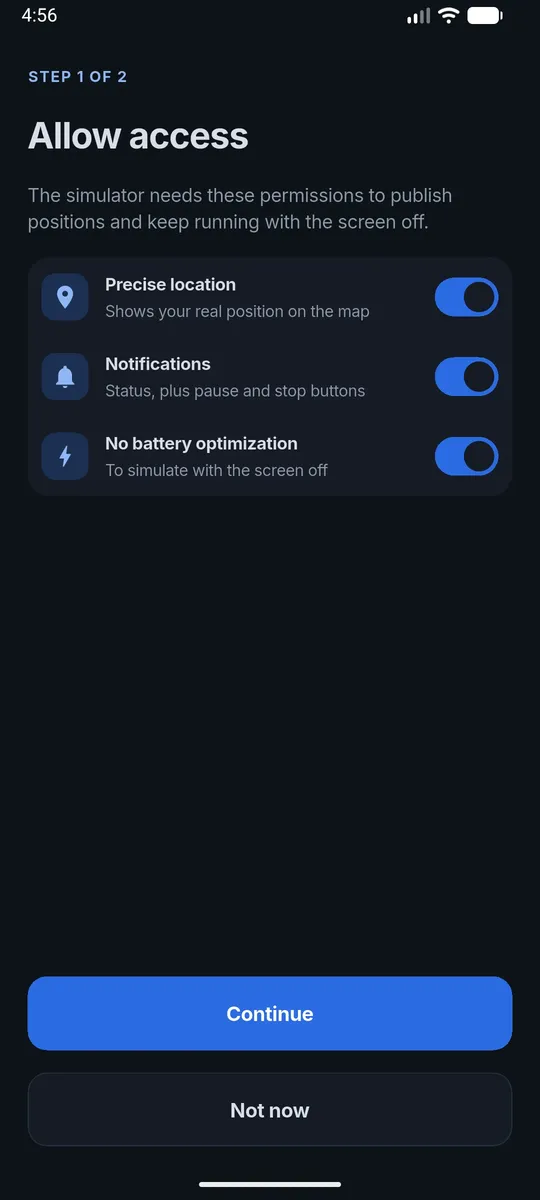 4:56
STEP 1 OF 2
Allow access
The simulator needs these permissions to publish
positions and keep running with the screen off.
Precise location
Shows your real position on the map
Notifications
Status, plus pause and stop buttons
No battery optimization
To simulate with the screen off
Continue
Not now